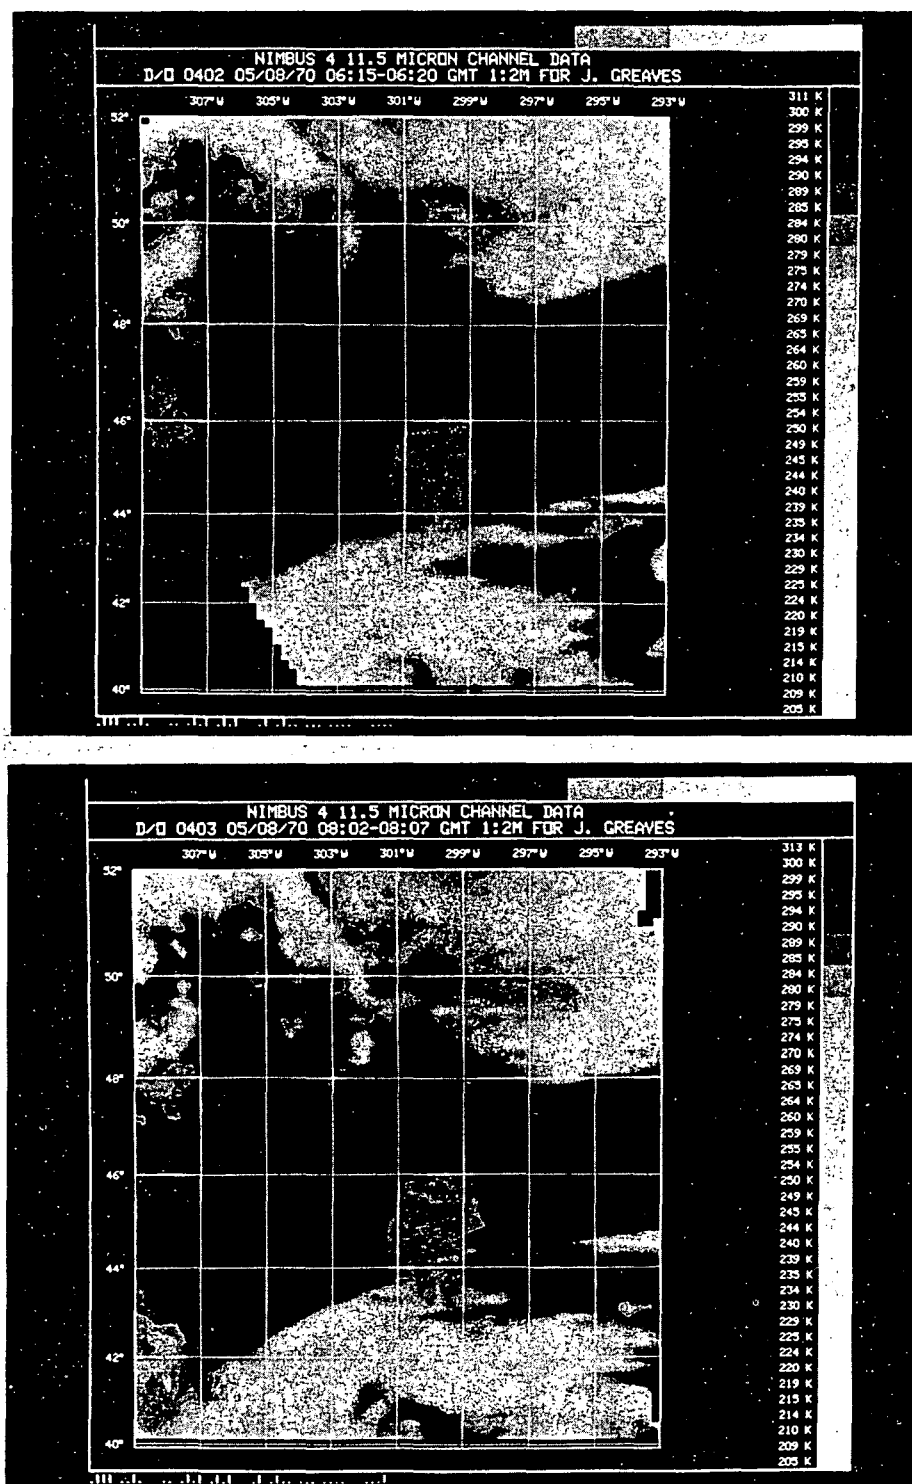 NIMBUS 4 11.5 MICRON CHANNEL DATA
D/O 0402 05/08/70 06:15-06:20 GMT 1:2M FOR J. GREAVES
307°W 305°W 303°W 301°W 299°W 297°W 295°W 293°W
52°
50°
48°
46°
44°
42°
40°
311 K
300 K
299 K
295 K
294 K
290 K
289 K
285 K
284 K
280 K
279 K
275 K
274 K
270 K
269 K
265 K
264 K
260 K
259 K
255 K
254 K
250 K
249 K
245 K
244 K
240 K
239 K
235 K
234 K
230 K
229 K
225 K
224 K
220 K
219 K
215 K
214 K
210 K
209 K
205 K
NIMBUS 4 11.5 MICRON CHANNEL DATA
D/O 0403 05/08/70 08:02-08:07 GMT 1:2M FOR J. GREAVES
307°W 305°W 303°W 301°W 299°W 297°W 295°W 293°W
52°
50°
48°
46°
44°
42°
40°
313 K
300 K
299 K
295 K
294 K
290 K
289 K
285 K
284 K
280 K
279 K
275 K
274 K
270 K
269 K
265 K
264 K
260 K
259 K
255 K
254 K
250 K
249 K
245 K
244 K
240 K
239 K
235 K
234 K
230 K
229 K
225 K
224 K
220 K
219 K
215 K
214 K
210 K
209 K
205 K